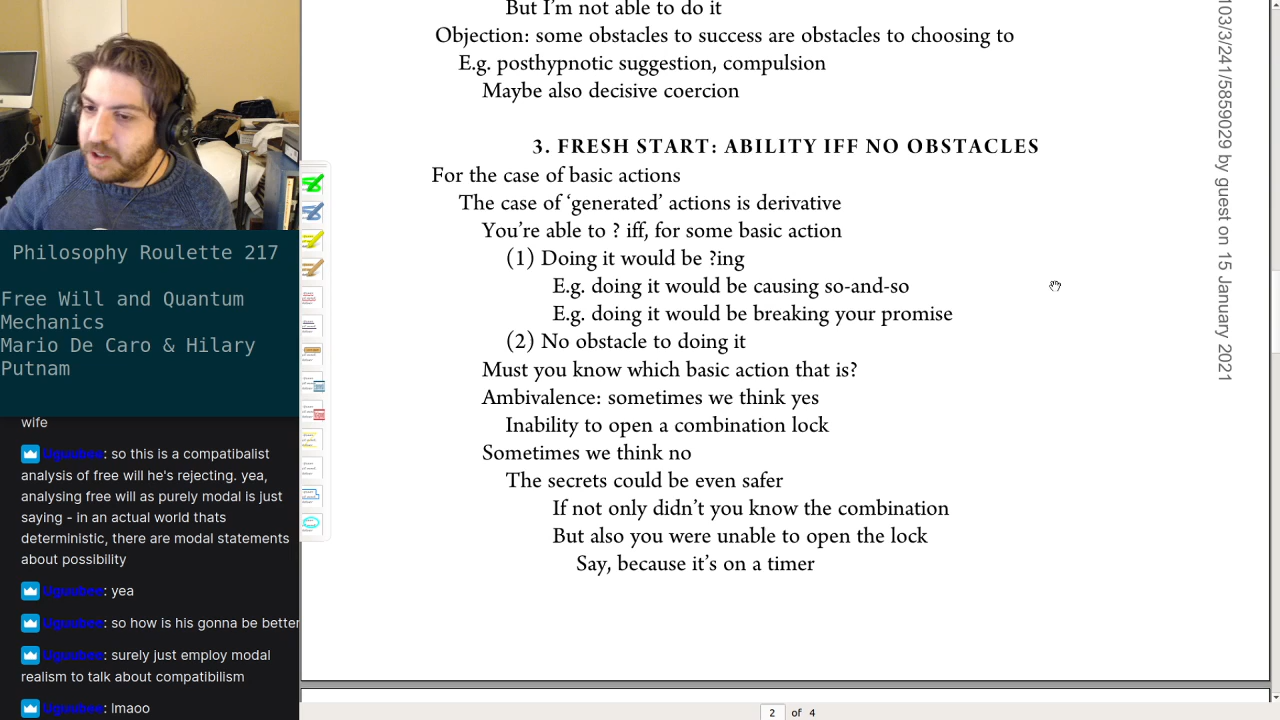 But I'm not able to do it
Objection: some obstacles to success are obstacles to choosing to
E.g. posthypnotic suggestion, compulsion
Maybe also decisive coercion
3. FRESH START: ABILITY IFF NO OBSTACLES
For the case of basic actions
The case of 'generated' actions is derivative
You're able to ? iff, for some basic action
(1) Doing it would be ?ing
E.g. doing it would be causing so-and-so
E.g. doing it would be breaking your promise
(2) No obstacle to doing it
Must you know which basic action that is?
Ambivalence: sometimes we think yes
Inability to open a combination lock
Sometimes we think no
The secrets could be even safer
If not only didn't you know the combination
But also you were unable to open the lock
Say, because it's on a timer
103/3/241/5859029 by guest on 15 January 2021
2 of 4
Philosophy Roulette 217
Free Will and Quantum
Mechanics
Mario De Caro & Hilary
Putnam
wife
: so this is a compatibalist
analysis of free will he's rejecting. yea,
analysing free will as purely modal is just
saying - in an actual world thats
deterministic, there are modal statements
about possibility
: yea
: so how is his gonna be better
: surely just employ modal
realism to talk about compatibilism
: lmaoo